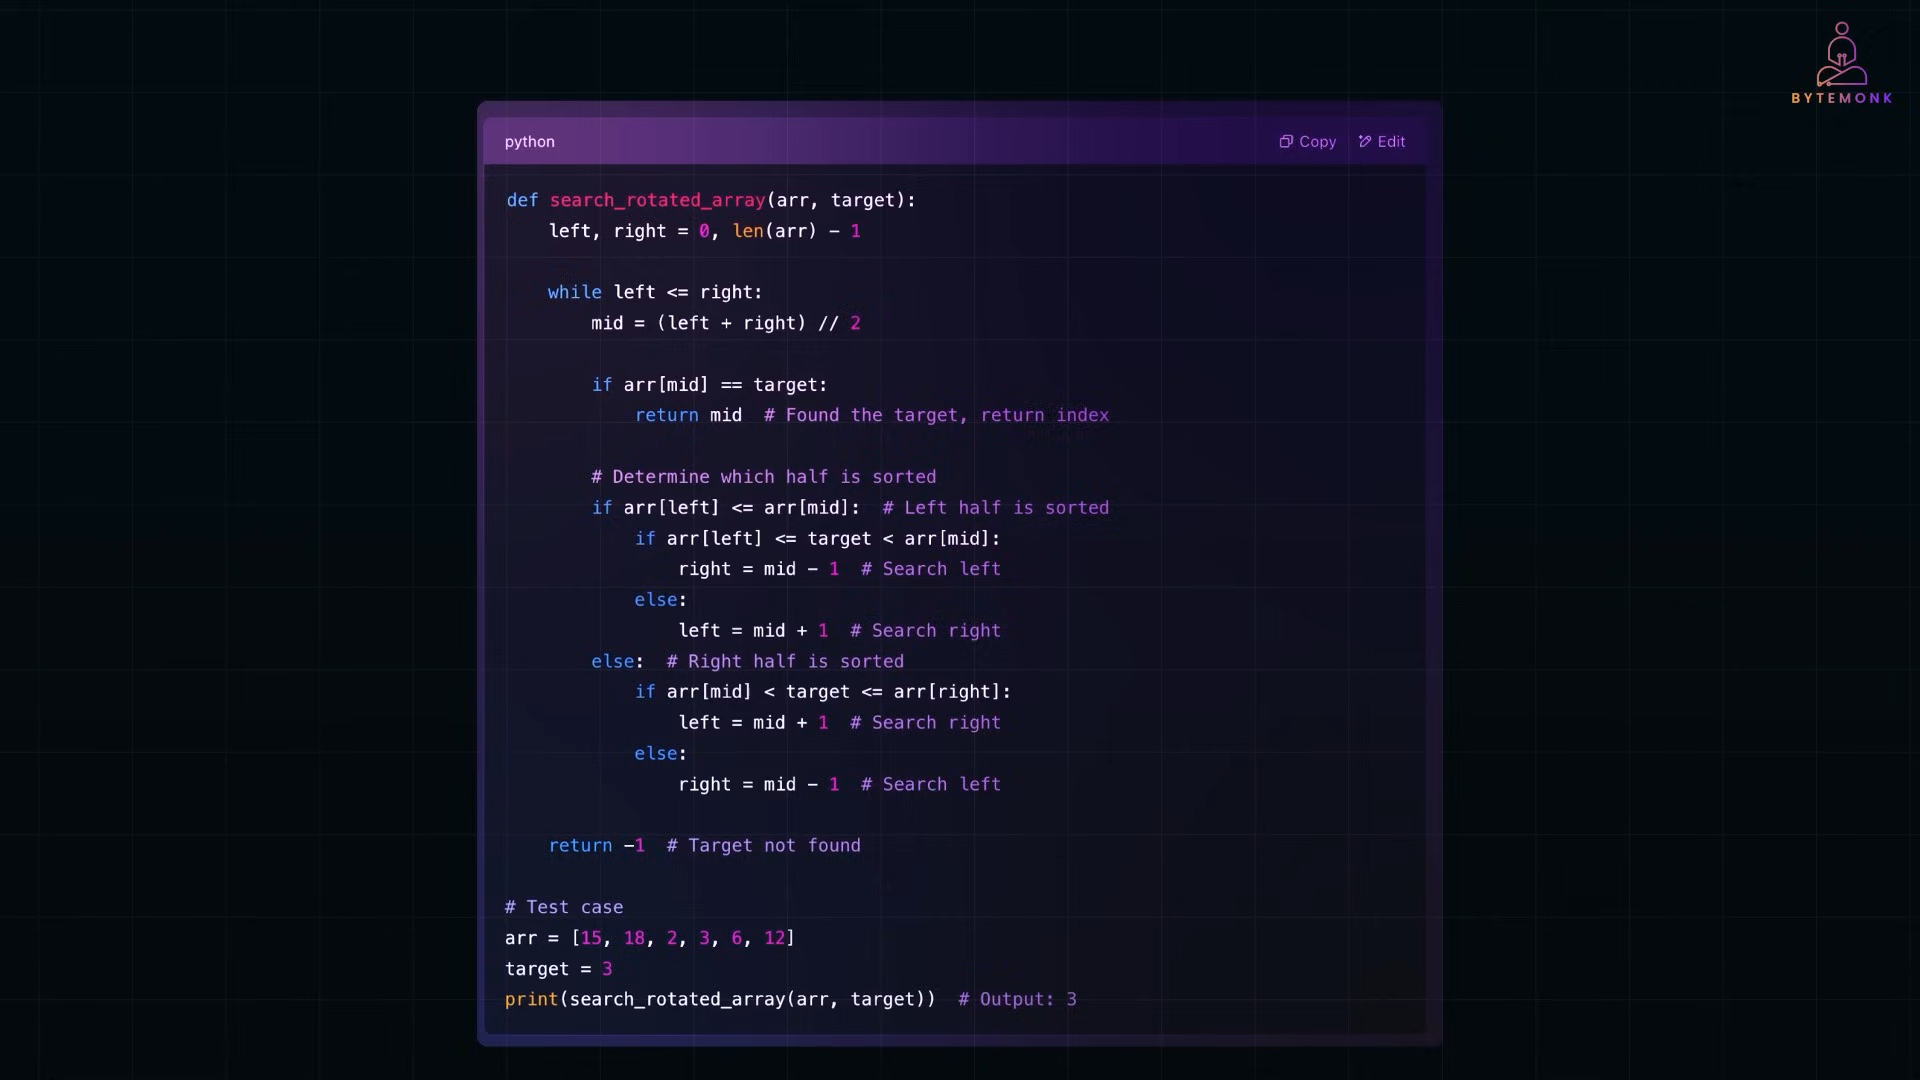 BYTEMONK
python
Copy
Edit
def search_rotated_array(arr, target):
    left, right = 0, len(arr) - 1
    while left <= right:
        mid = (left + right) // 2
        if arr[mid] == target:
            return mid  # Found the target, return index
        # Determine which half is sorted
        if arr[left] <= arr[mid]:  # Left half is sorted
            if arr[left] <= target < arr[mid]:
                right = mid - 1  # Search left
            else:
                left = mid + 1  # Search right
        else:  # Right half is sorted
            if arr[mid] < target <= arr[right]:
                left = mid + 1  # Search right
            else:
                right = mid - 1  # Search left
    return -1  # Target not found
# Test case
arr = [15, 18, 2, 3, 6, 12]
target = 3
print(search_rotated_array(arr, target))  # Output: 3